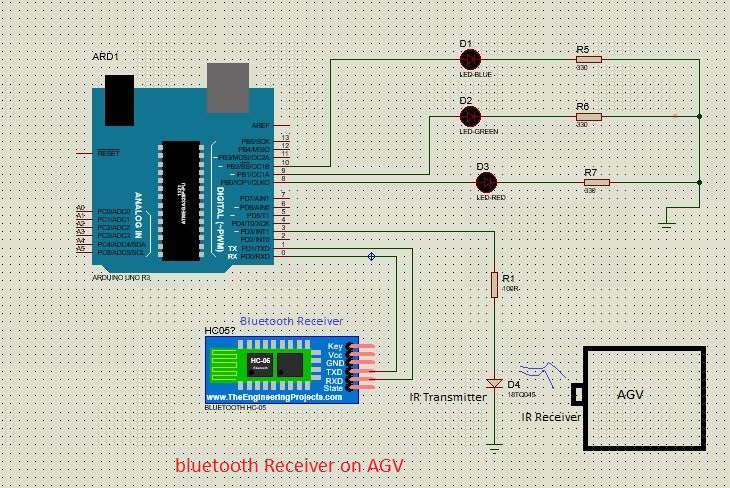 ARD1
RESET
AREF
PB5/SCK 13
PB4/MISO 12
~PB3/MOSI/OC2A 11
~ PB2/SS/OC1B 10
~ PB1/OC1A 9
PB0/ICP1/CLKO 8
PD7/AIN1 7
~ PD6/AIN0 6
~ PD5/T1 5
PD4/T0/XCK 4
~ PD3/INT1 3
PD2/INT0 2
TX PD1/TXD 1
RX PD0/RXD 0
ANALOG IN
DIGITAL (~PWM)
1121
ATMEGA328P-PU
A0 PC0/ADC0
A1 PC1/ADC1
A2 PC2/ADC2
A3 PC3/ADC3
A4 PC4/ADC4/SDA
A5 PC5/ADC5/SCL
ARDUINO UNO R3
D1
LED-BLUE
R5
330
D2
LED-GREEN
R6
330
D3
LED-RED
R7
330
R1
100R
Bluetooth Receiver
HC05?
HC-05
Bluetooth
Key
Vcc
GND
TXD
RXD
State
www.TheEngineeringProjects.com
BLUETOOTH HC-05
D4
18TQ045
IR Transmitter
IR Receiver
AGV
bluetooth Receiver on AGV